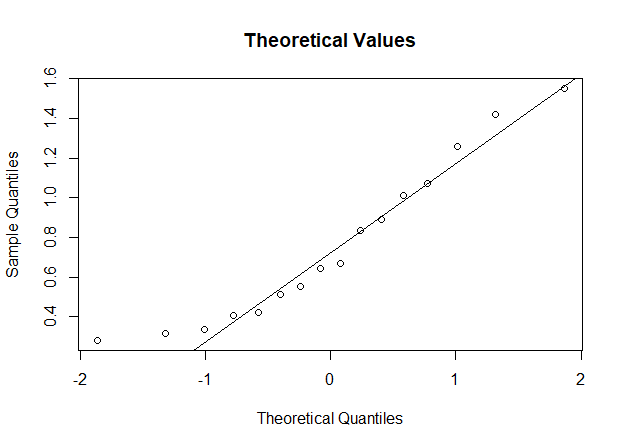 Theoretical Values
1.6
1.4
1.2
1.0
0.8
0.6
0.4
Sample Quantiles
-2 -1 0 1 2
Theoretical Quantiles